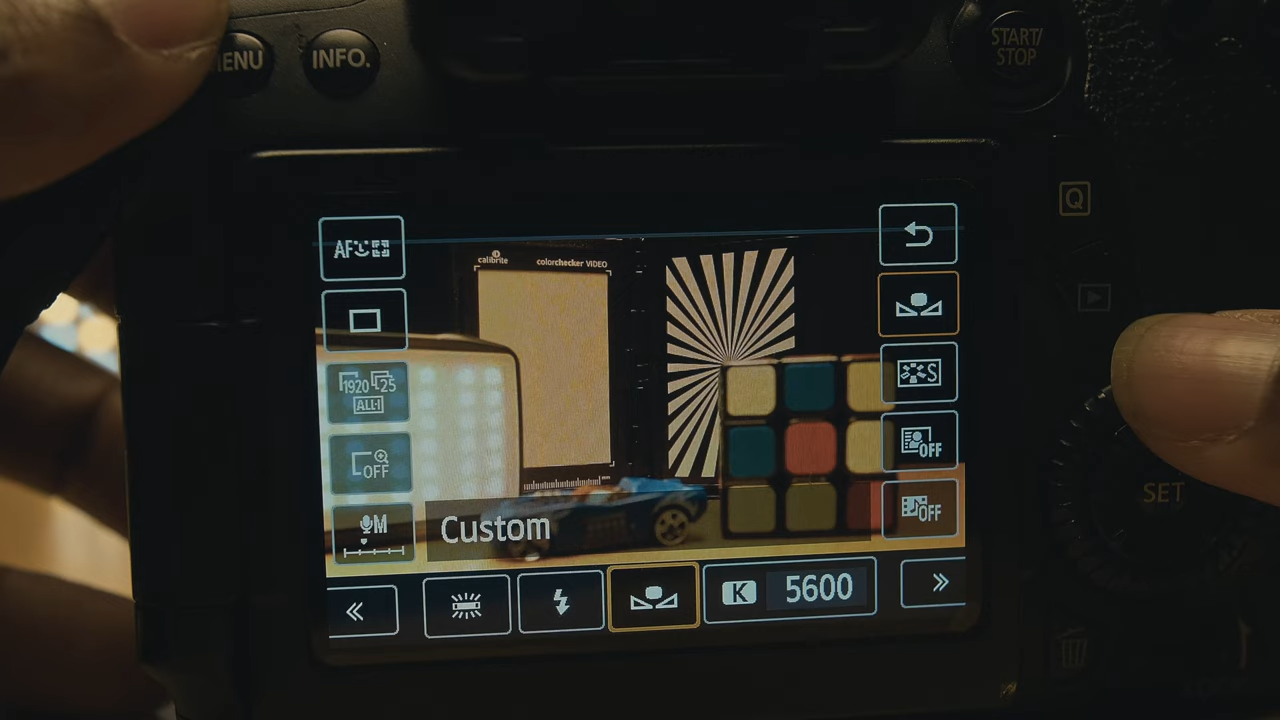 MENU
INFO.
START/
STOP
Q
AF
calibrite
colorchecker VIDEO
1920 25
ALL-I
S
OFF
OFF
OFF
M
Custom
K 5600
SET